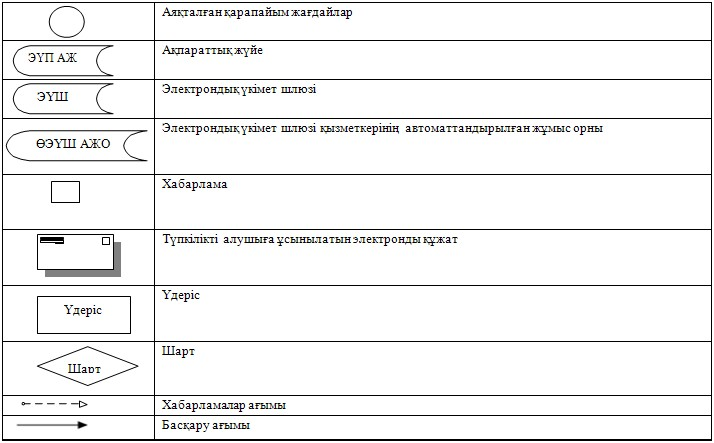 Аяқталған қарапайым жағдайлар
ЭҮП АЖ
Ақпараттық жүйе
ЭҮШ
Электрондық үкімет шлюзі
ӨЭҮШ АЖО
Электрондық үкімет шлюзі қызметкерінің автоматтандырылған жұмыс орны
Хабарлама
Түпкілікті алушыға ұсынылатын электронды құжат
Үдеріс
Үдеріс
Шарт
Шарт
Хабарламалар ағымы
Басқару ағымы